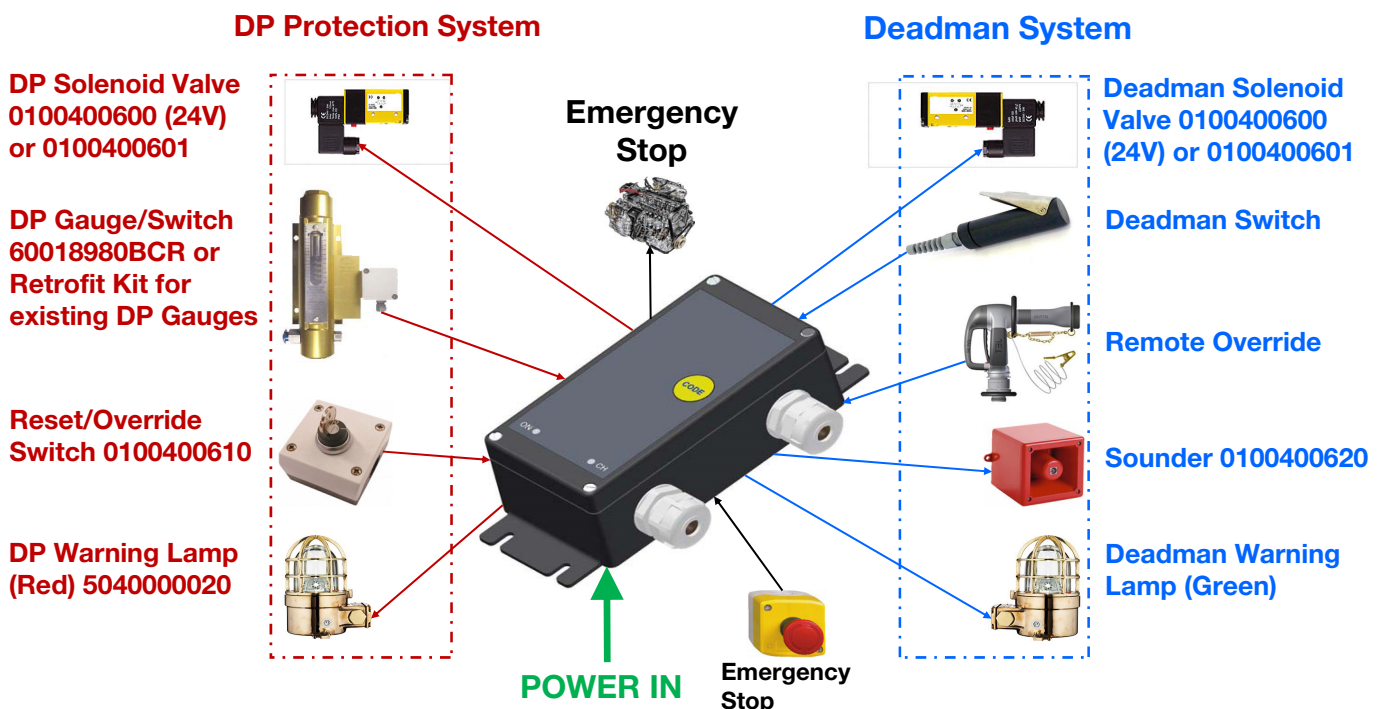 DP Protection System
Deadman System
DP Solenoid Valve
0100400600 (24V)
or 0100400601
DP Gauge/Switch
60018980BCR or
Retrofit Kit for
existing DP Gauges
Reset/Override
Switch 0100400610
DP Warning Lamp
(Red) 5040000020
Emergency
Stop
CODE
ON
CH
POWER IN
Emergency
Stop
Deadman Solenoid
Valve 0100400600
(24V) or 0100400601
Deadman Switch
Remote Override
Sounder 0100400620
Deadman Warning
Lamp (Green)